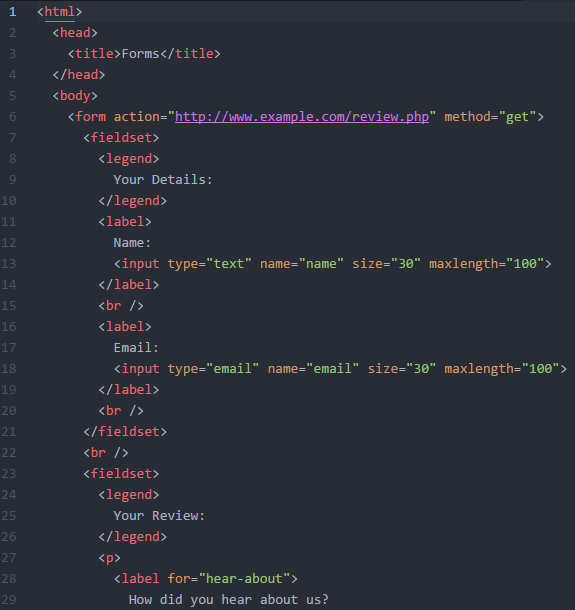 1 <html>
2 <head>
3 <title>Forms</title>
4 </head>
5 <body>
6 <form action="http://www.example.com/review.php" method="get">
7 <fieldset>
8 <legend>
9 Your Details:
10 </legend>
11 <label>
12 Name:
13 <input type="text" name="name" size="30" maxlength="100">
14 </label>
15 <br />
16 <label>
17 Email:
18 <input type="email" name="email" size="30" maxlength="100">
19 </label>
20 <br />
21 </fieldset>
22 <br />
23 <fieldset>
24 <legend>
25 Your Review:
26 </legend>
27 <p>
28 <label for="hear-about">
29 How did you hear about us?